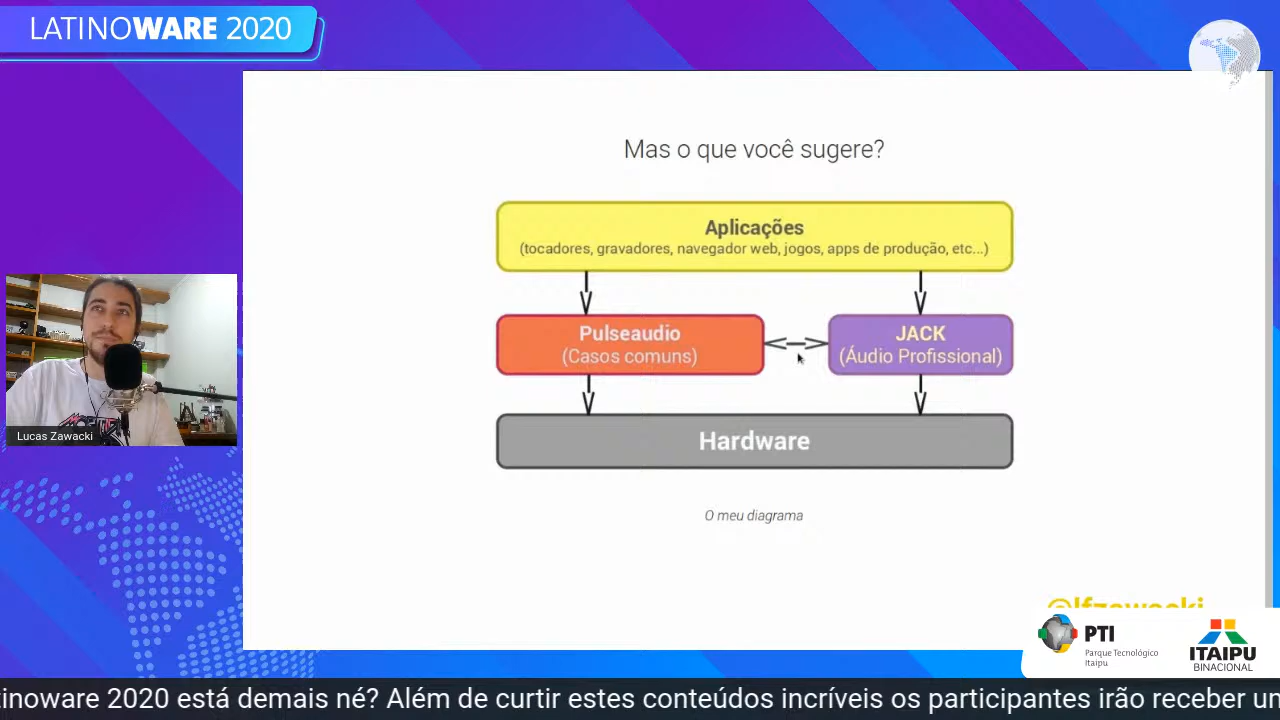 LATINOWARE 2020
Mas o que você sugere?
Aplicações
(tocadores, gravadores, navegador web, jogos, apps de produção, etc...)
Pulseaudio
(Casos comuns)
JACK
(Áudio Profissional)
Hardware
O meu diagrama
Lucas Zawacki
@lfzawacki
PTI
Parque Tecnológico
Itaipu
ITAIPU
BINACIONAL
tinoware 2020 está demais né? Além de curtir estes conteúdos incríveis os participantes irão receber un